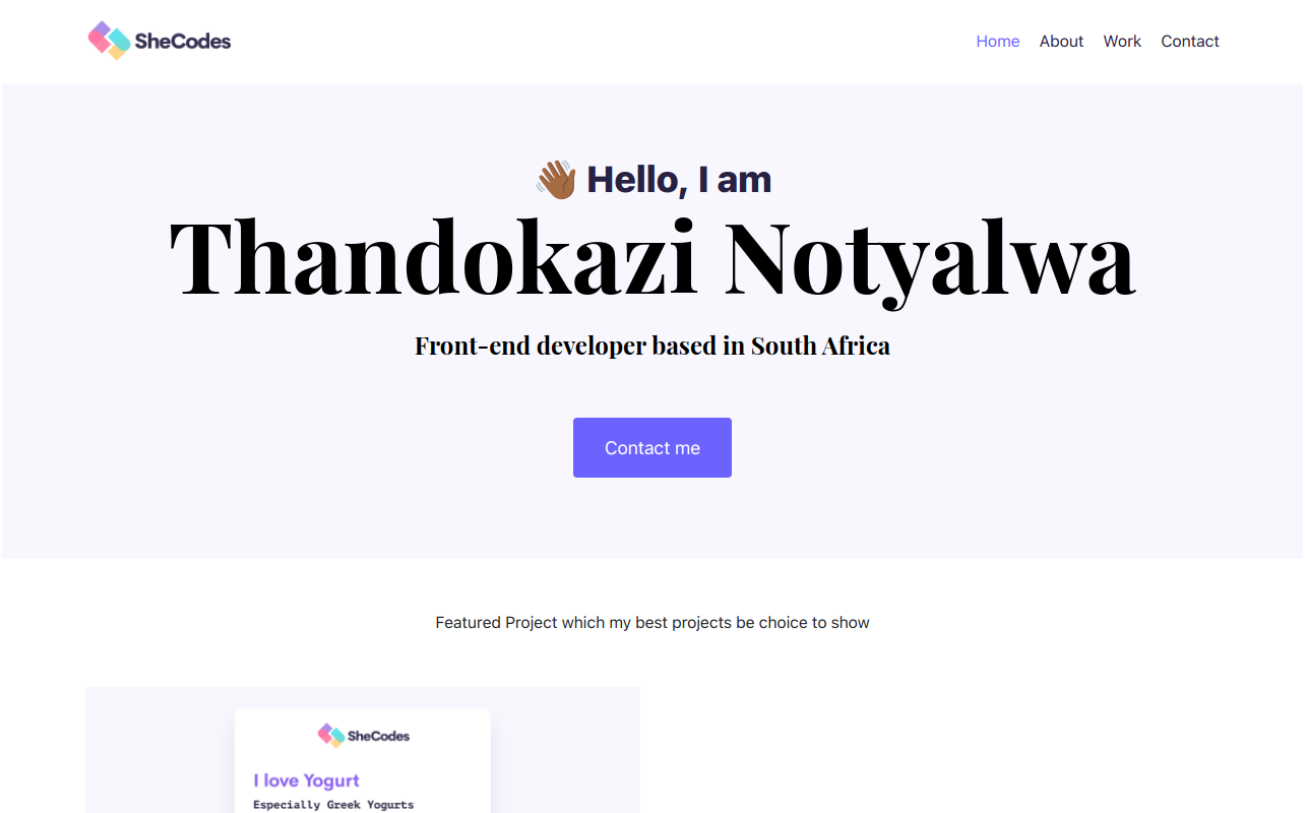 SheCodes
Home About Work Contact
👋🏾 Hello, I am
Thandokazi Notyalwa
Front-end developer based in South Africa
Contact me
Featured Project which my best projects be choice to show
SheCodes
I love Yogurt
Especially Greek Yogurts